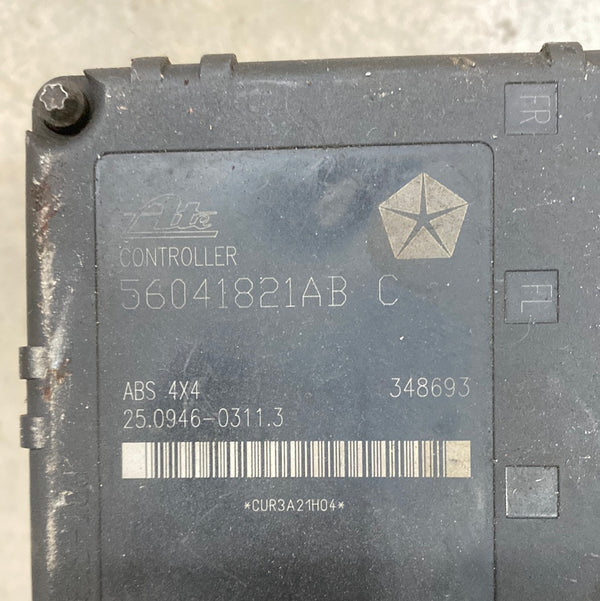 FR
Ate
CONTROLLER
56041821AB C
FL
ABS 4X4 348693
25.0946-0311.3
*CUR3A21H04*